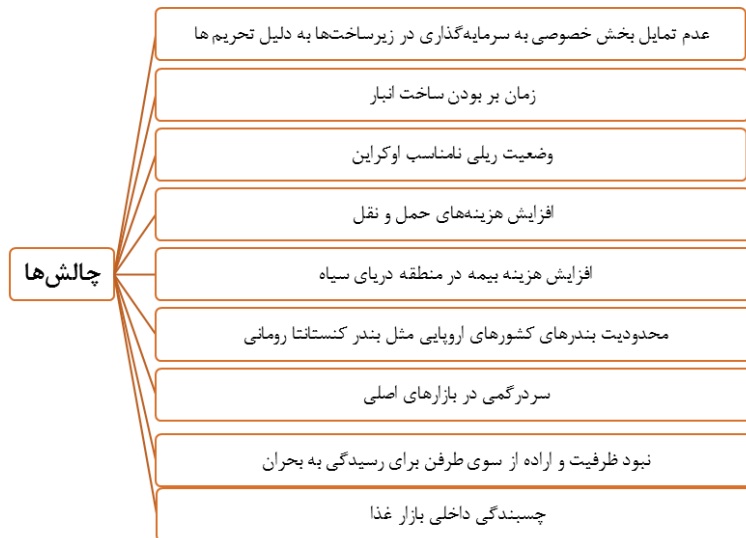 چالش‌ها
عدم تمایل بخش خصوصی به سرمایه‌گذاری در زیرساخت‌ها به دلیل تحریم ها
زمان بر بودن ساخت انبار
وضعیت ریلی نامناسب اوکراین
افزایش هزینه‌های حمل و نقل
افزایش هزینه بیمه در منطقه دریای سیاه
محدودیت بندرهای کشورهای اروپایی مثل بندر کنستانتا رومانی
سردرگمی در بازارهای اصلی
نبود ظرفیت و اراده از سوی طرفن برای رسیدگی به بحران
چسبندگی داخلی بازار غذا